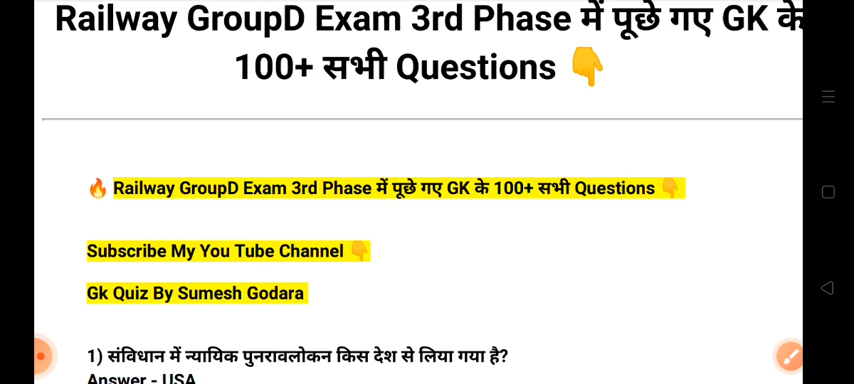 Railway GroupD Exam 3rd Phase में पूछे गए GK के
100+ सभी Questions 👇
🔥 Railway GroupD Exam 3rd Phase में पूछे गए GK के 100+ सभी Questions 👇
Subscribe My You Tube Channel 👇
Gk Quiz By Sumesh Godara
1) संविधान में न्यायिक पुनरावलोकन किस देश से लिया गया है?
Answer - USA